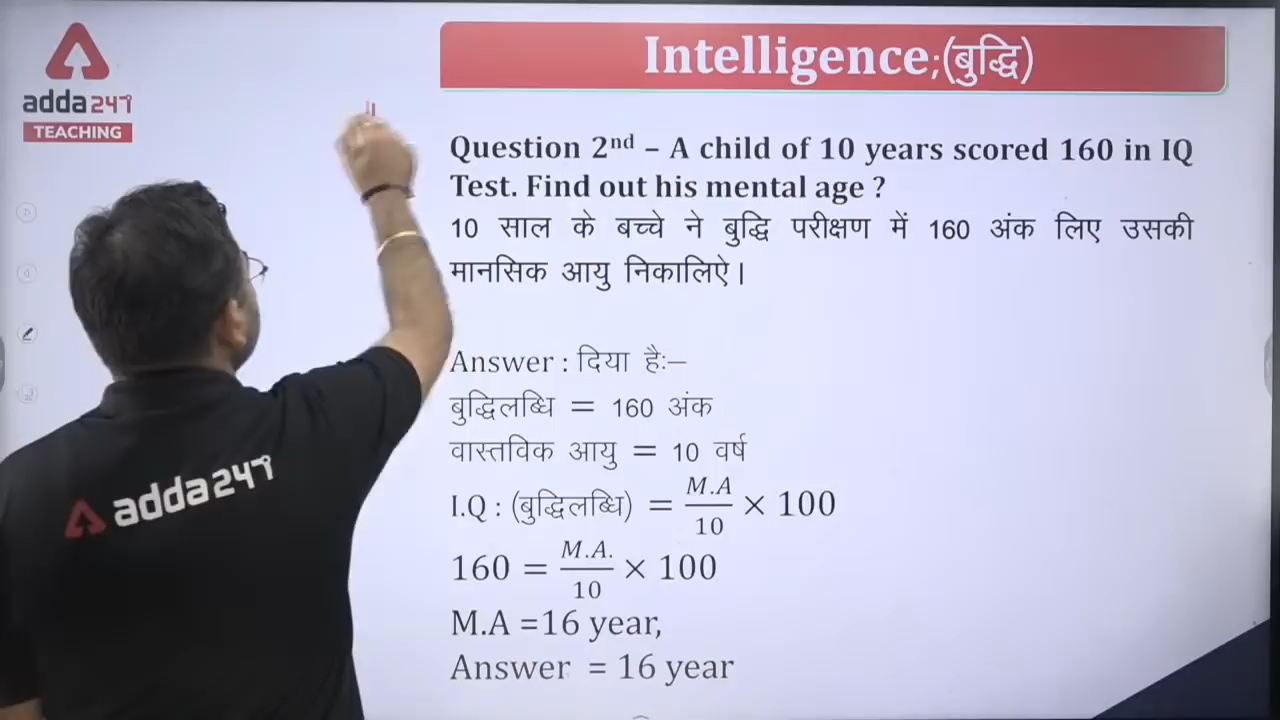 adda247
TEACHING
Intelligence;(बुद्धि)
Question 2nd – A child of 10 years scored 160 in IQ
Test. Find out his mental age ?
10 साल के बच्चे ने बुद्धि परीक्षण में 160 अंक लिए उसकी
मानसिक आयु निकालिऐ।
Answer : दिया है:–
बुद्धिलब्धि = 160 अंक
वास्तविक आयु = 10 वर्ष
I.Q : (बुद्धिलब्धि) = M.A/10 × 100
160 = M.A./10 × 100
M.A =16 year,
Answer = 16 year
adda247